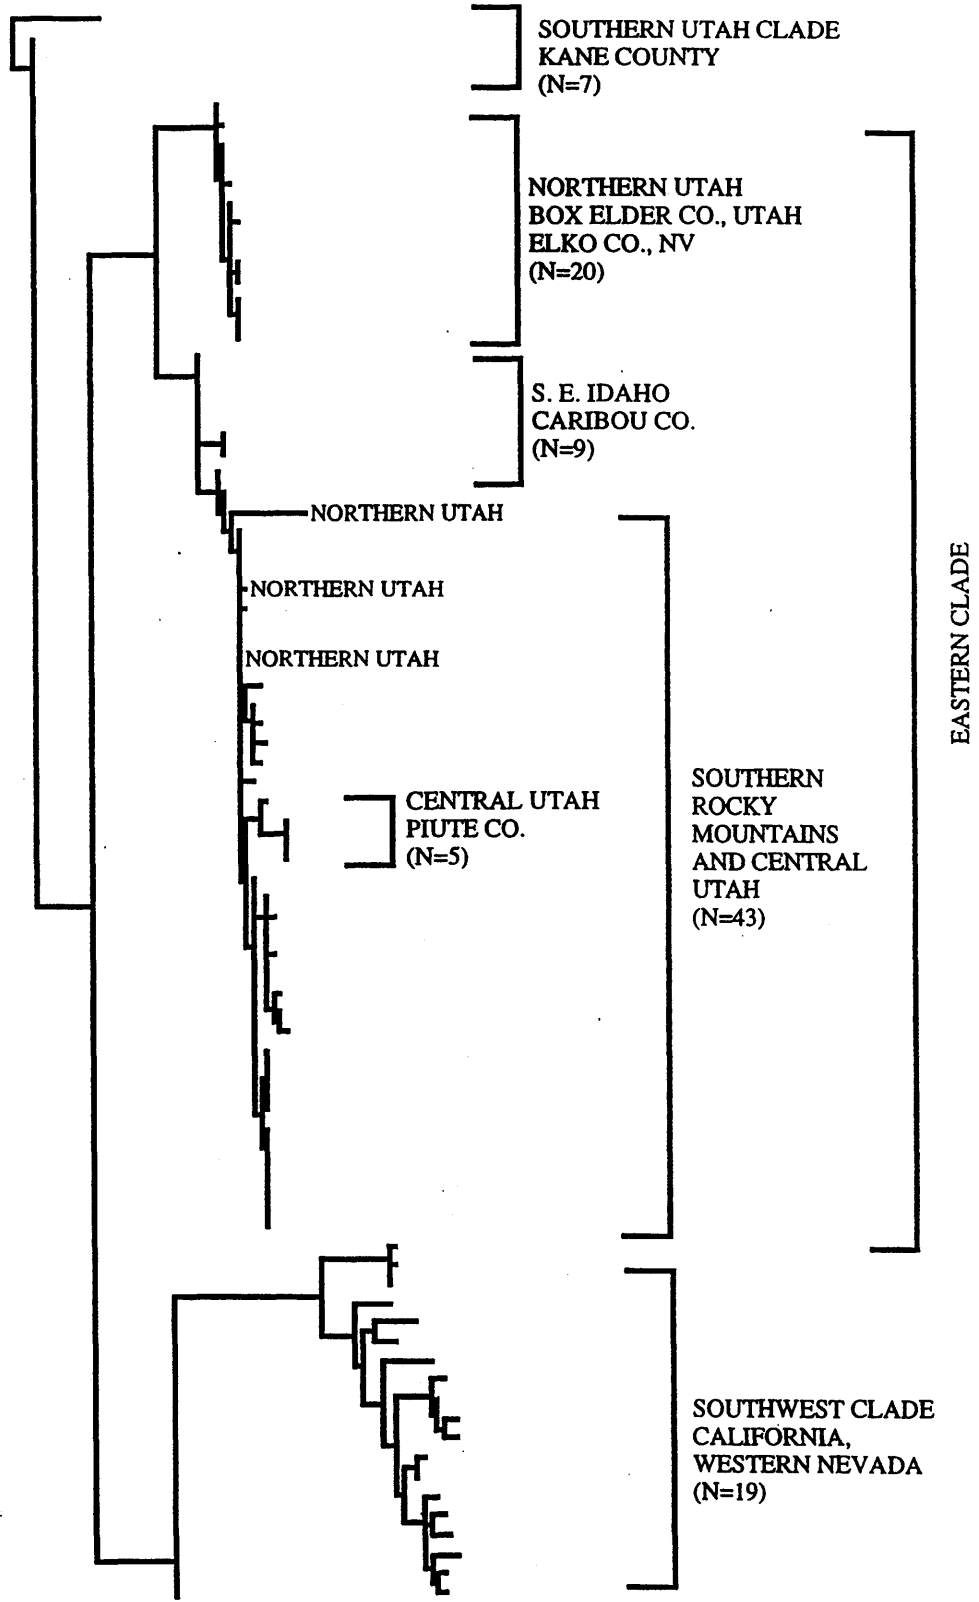 SOUTHERN UTAH CLADE
KANE COUNTY
(N=7)
NORTHERN UTAH
BOX ELDER CO., UTAH
ELKO CO., NV
(N=20)
S. E. IDAHO
CARIBOU CO.
(N=9)
NORTHERN UTAH
NORTHERN UTAH
NORTHERN UTAH
CENTRAL UTAH
PIUTE CO.
(N=5)
SOUTHERN
ROCKY
MOUNTAINS
AND CENTRAL
UTAH
(N=43)
EASTERN CLADE
SOUTHWEST CLADE
CALIFORNIA,
WESTERN NEVADA
(N=19)